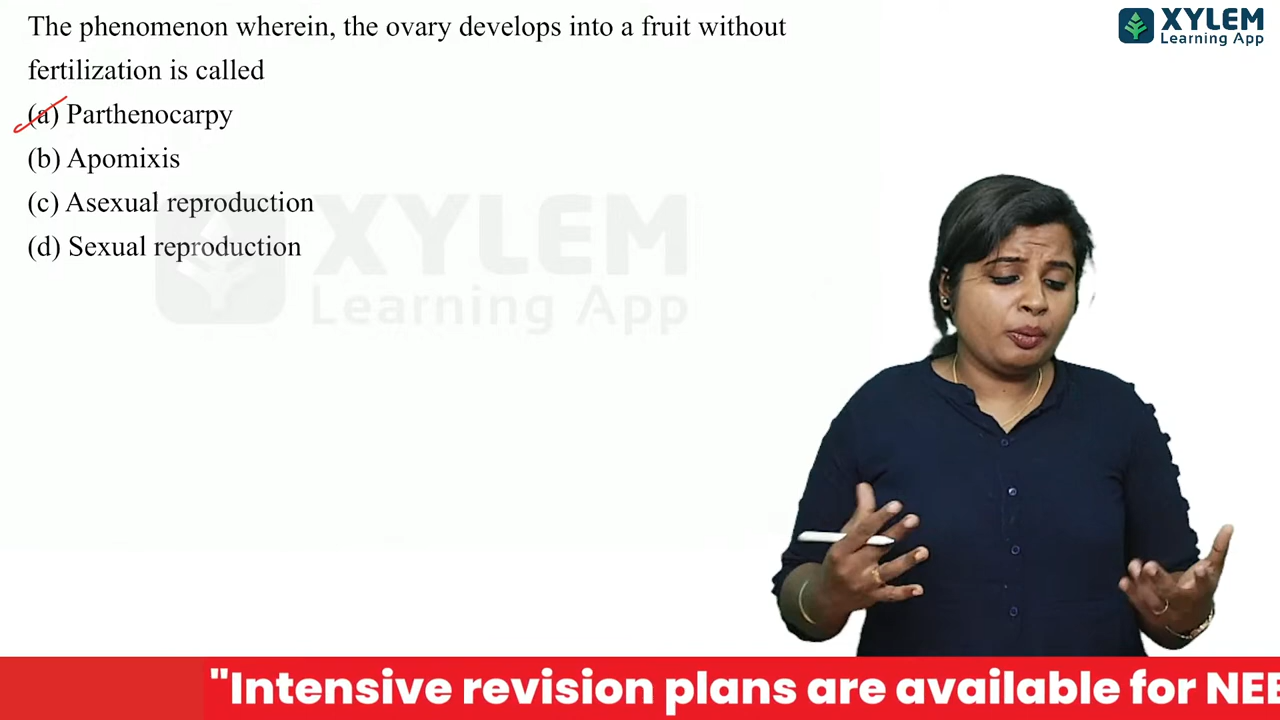 The phenomenon wherein, the ovary develops into a fruit without
fertilization is called
(a) Parthenocarpy
(b) Apomixis
(c) Asexual reproduction
(d) Sexual reproduction
XYLEM
Learning App
XYLEM
Learning App
"Intensive revision plans are available for NEE